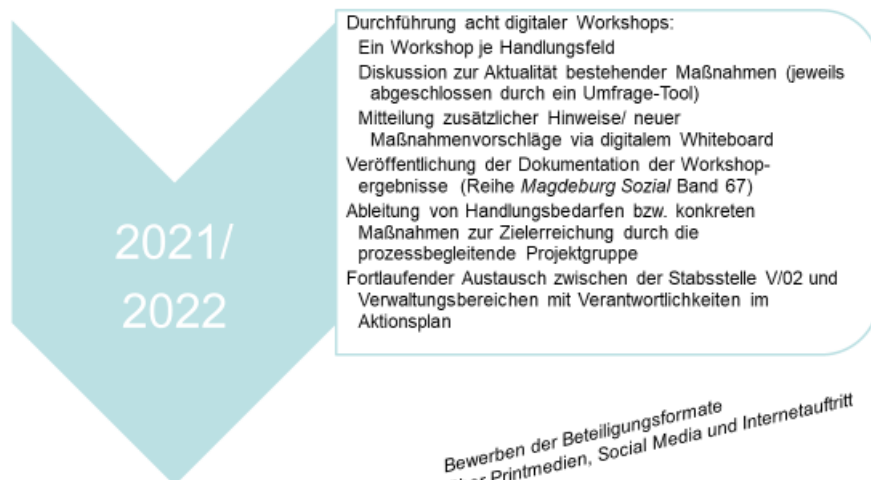 Durchführung acht digitaler Workshops:
Ein Workshop je Handlungsfeld
Diskussion zur Aktualität bestehender Maßnahmen (jeweils
abgeschlossen durch ein Umfrage-Tool)
Mitteilung zusätzlicher Hinweise/ neuer
Maßnahmenvorschläge via digitalem Whiteboard
Veröffentlichung der Dokumentation der Workshop-
ergebnisse (Reihe Magdeburg Sozial Band 67)
Ableitung von Handlungsbedarfen bzw. konkreten
Maßnahmen zur Zielerreichung durch die
prozessbegleitende Projektgruppe
Fortlaufender Austausch zwischen der Stabsstelle V/02 und
Verwaltungsbereichen mit Verantwortlichkeiten im
Aktionsplan
2021/
2022
Bewerben der Beteiligungsformate
Printmedien, Social Media und Internetauftritt